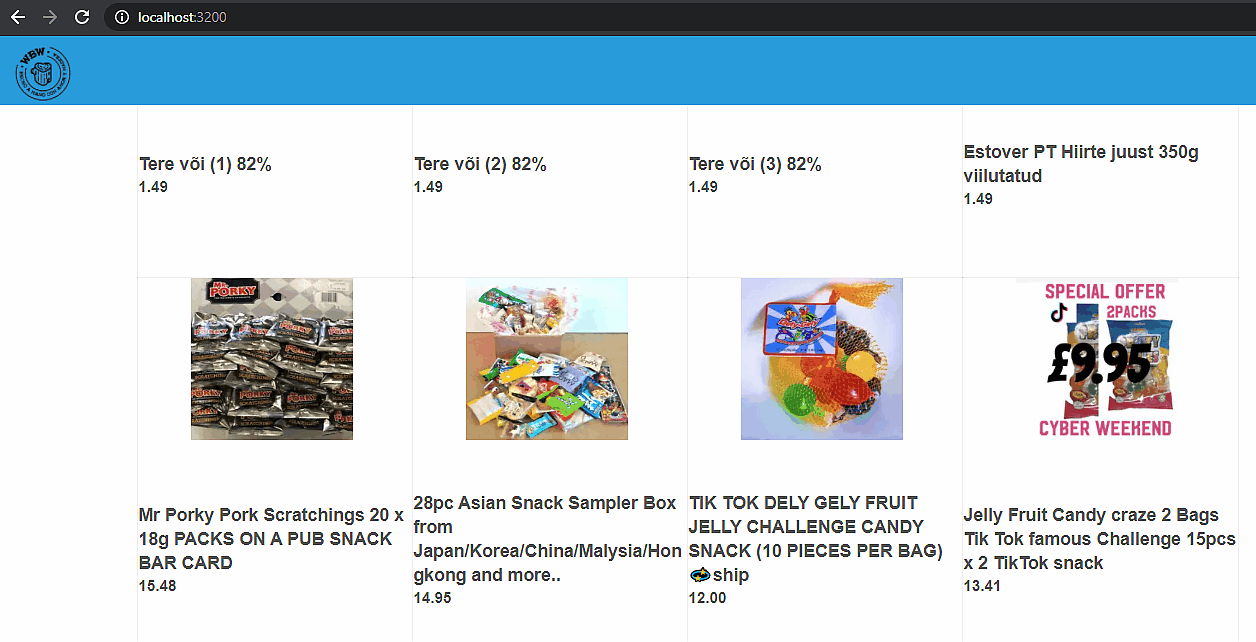 localhost:3200
WBW
Tere või (1) 82%
1.49
Tere või (2) 82%
1.49
Tere või (3) 82%
1.49
Estover PT Hiirte juust 350g
viilutatud
1.49
MR.
PORKY
SPECIAL OFFER
2PACKS
£9.95
CYBER WEEKEND
Mr Porky Pork Scratchings 20 x
18g PACKS ON A PUB SNACK
BAR CARD
15.48
28pc Asian Snack Sampler Box
from
Japan/Korea/China/Malysia/Hon
gkong and more..
14.95
TIK TOK DELY GELY FRUIT
JELLY CHALLENGE CANDY
SNACK (10 PIECES PER BAG)
ship
12.00
Jelly Fruit Candy craze 2 Bags
Tik Tok famous Challenge 15pcs
x 2 TikTok snack
13.41